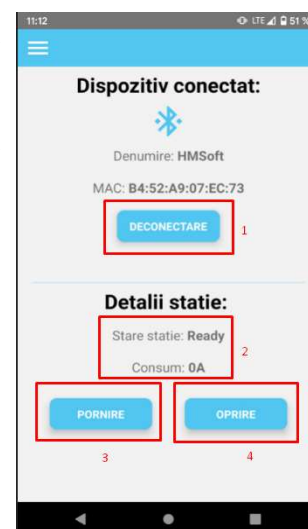 11:12 LTE 51 %
Dispozitiv conectat:
Denumire: HMSoft
MAC: B4:52:A9:07:EC:73
DECONECTARE 1
Detalii statie:
Stare statie: Ready
2
Consum: 0A
PORNIRE OPRIRE
3 4